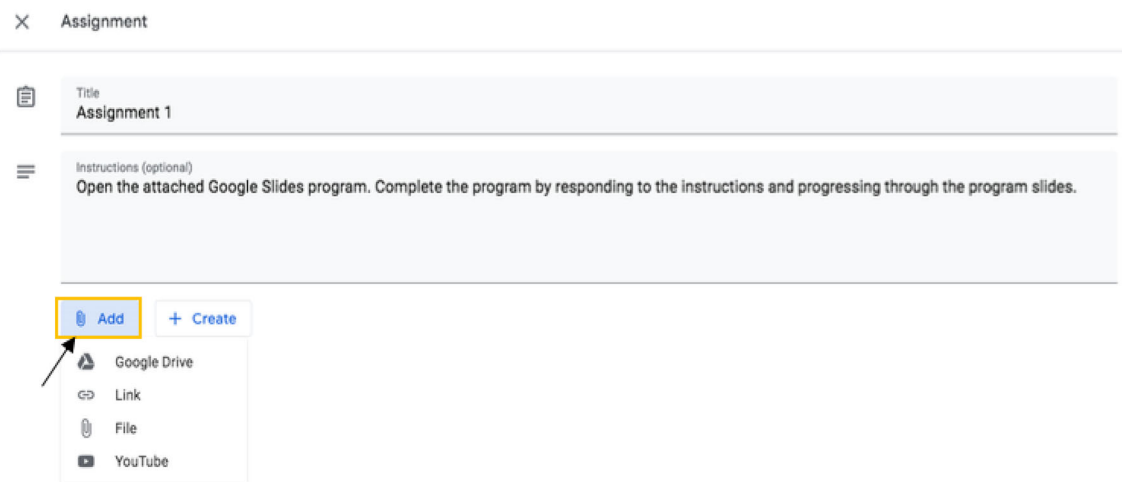 Assignment
Title
Assignment 1
Instructions (optional)
Open the attached Google Slides program. Complete the program by responding to the instructions and progressing through the program slides.
Add + Create
Google Drive
Link
File
YouTube